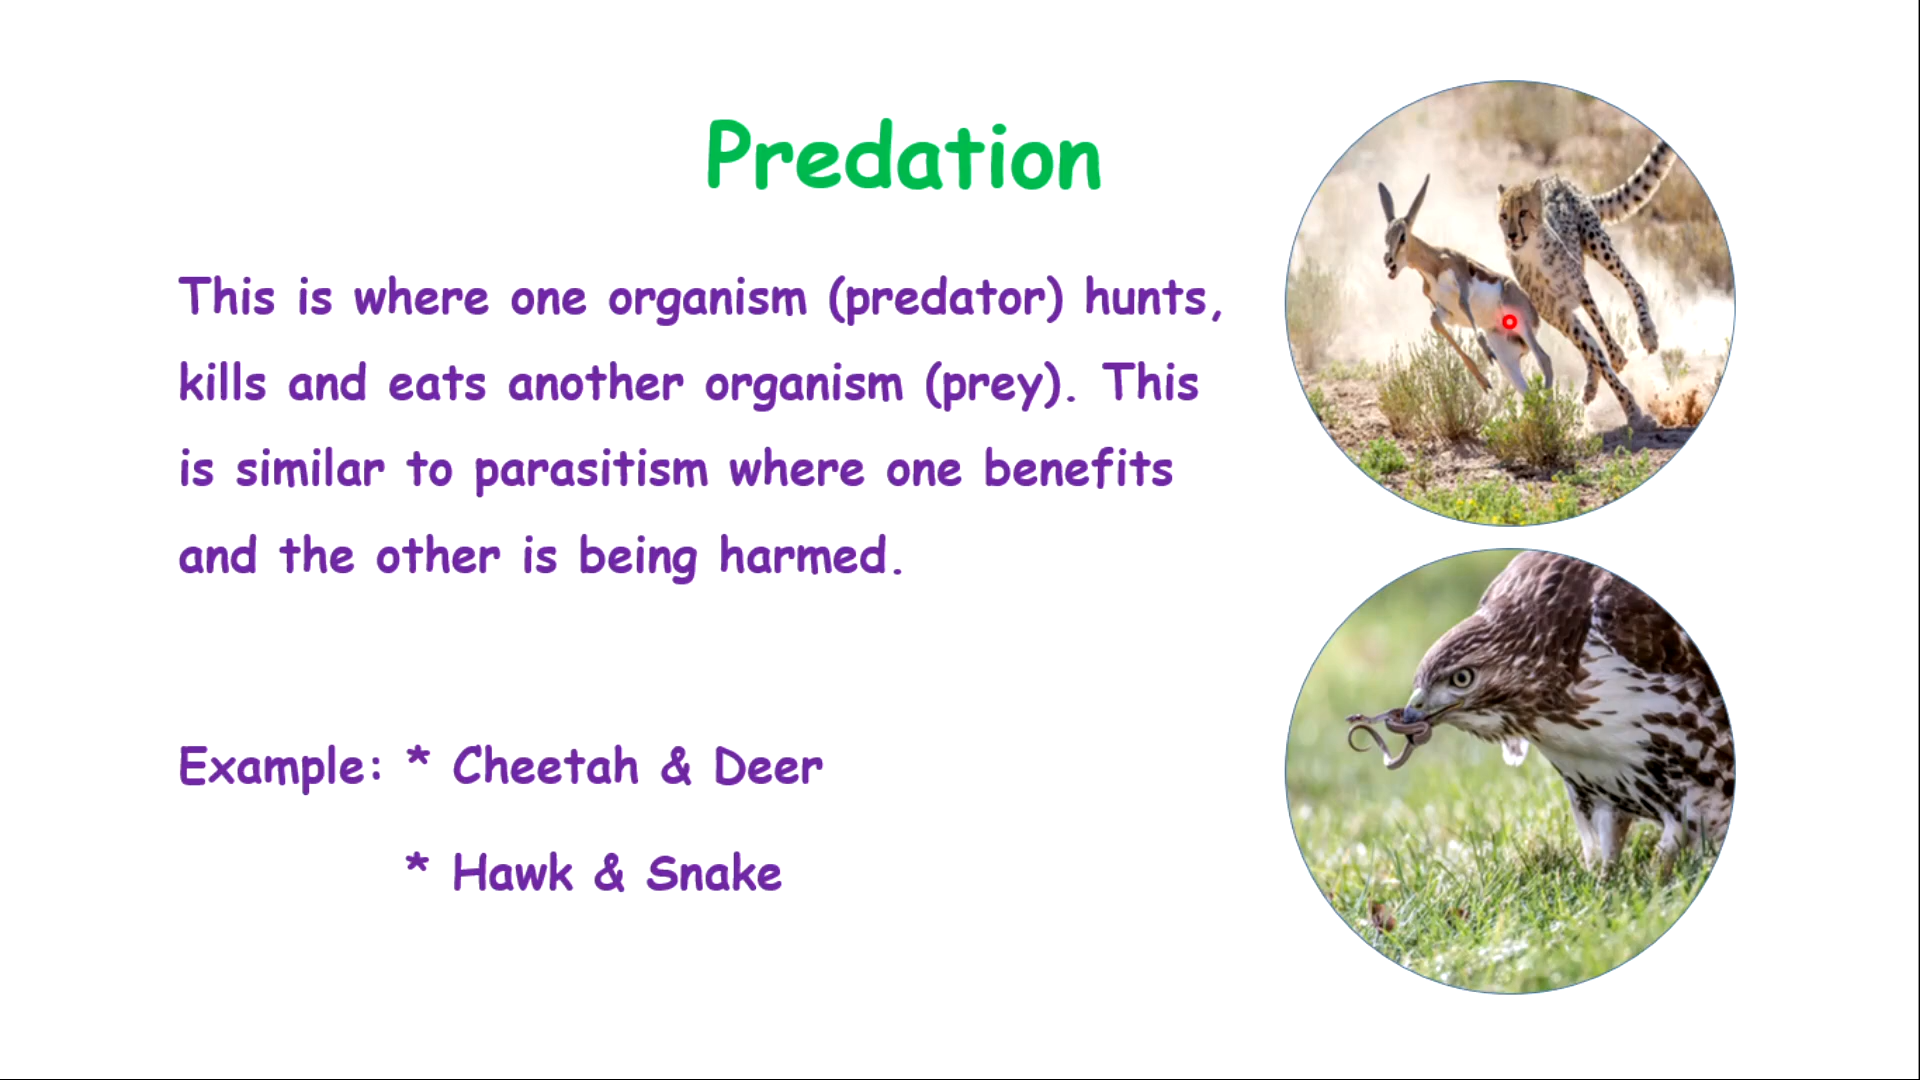 Predation
This is where one organism (predator) hunts,
kills and eats another organism (prey). This
is similar to parasitism where one benefits
and the other is being harmed.
Example: * Cheetah & Deer
* Hawk & Snake